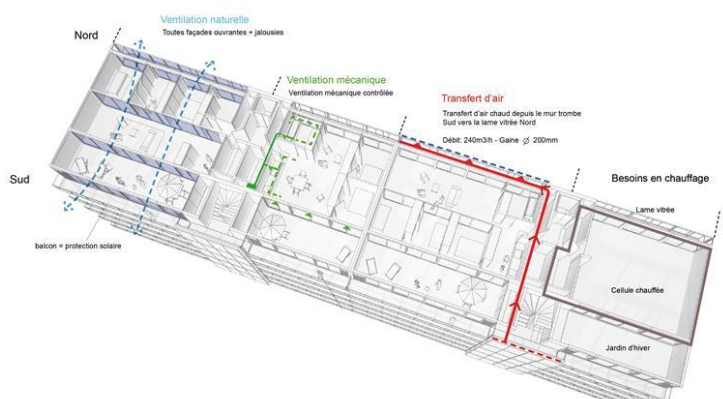 Ventilation naturelle
Toutes façades ouvrantes + jalousies
Nord
Ventilation mécanique
Ventilation mécanique contrôlée
Transfert d'air
Transfert d'air chaud depuis le mur trombe
Sud vers la lame vitrée Nord
Débit: 240m3/h - Gaine ∅ 200mm
Sud
Besoins en chauffage
Lame vitrée
balcon = protection solaire
Cellule chauffée
Jardin d'hiver